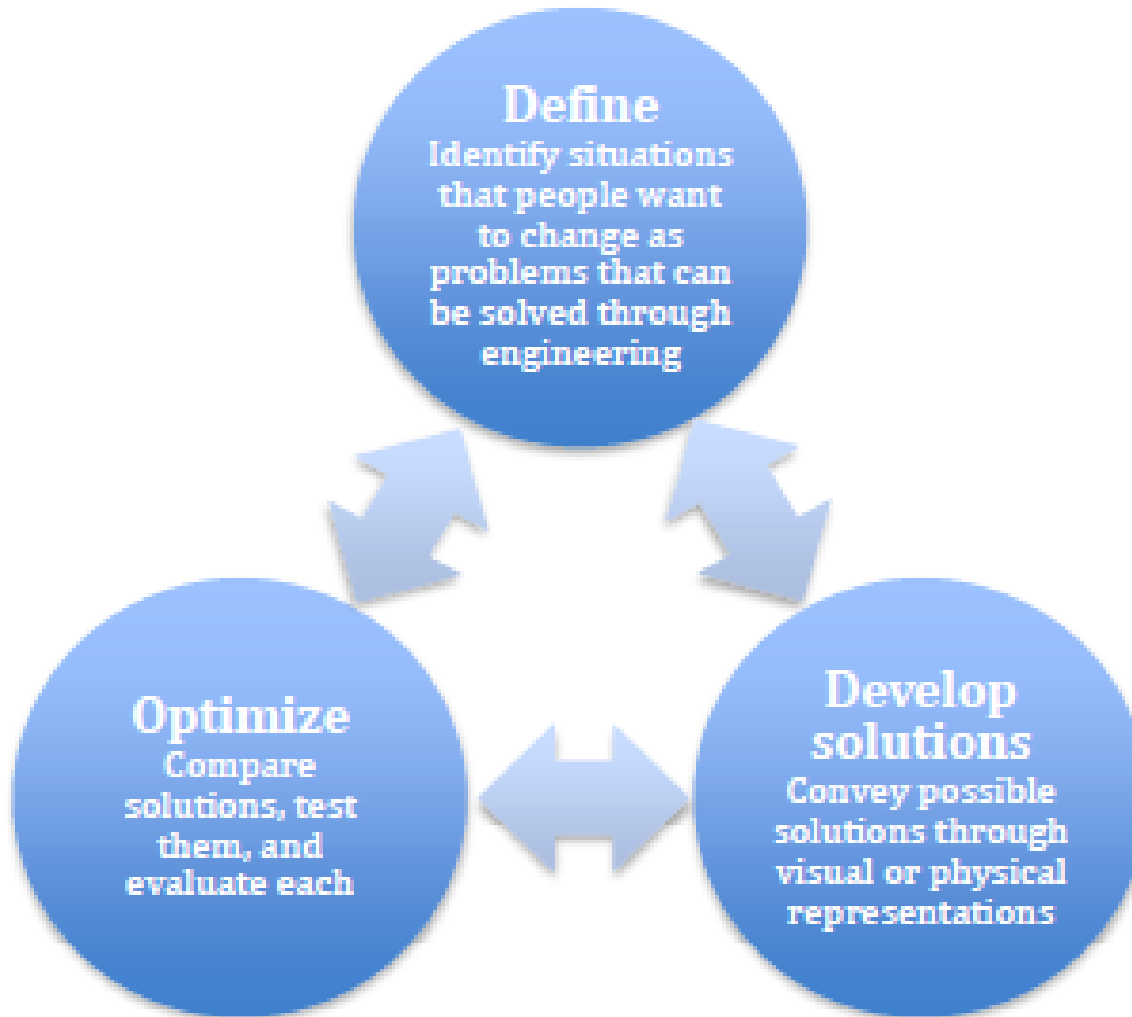 Define
Identify situations
that people want
to change as
problems that can
be solved through
engineering
Optimize
Compare
solutions, test
them, and
evaluate each
Develop
solutions
Convey possible
solutions through
visual or physical
representations